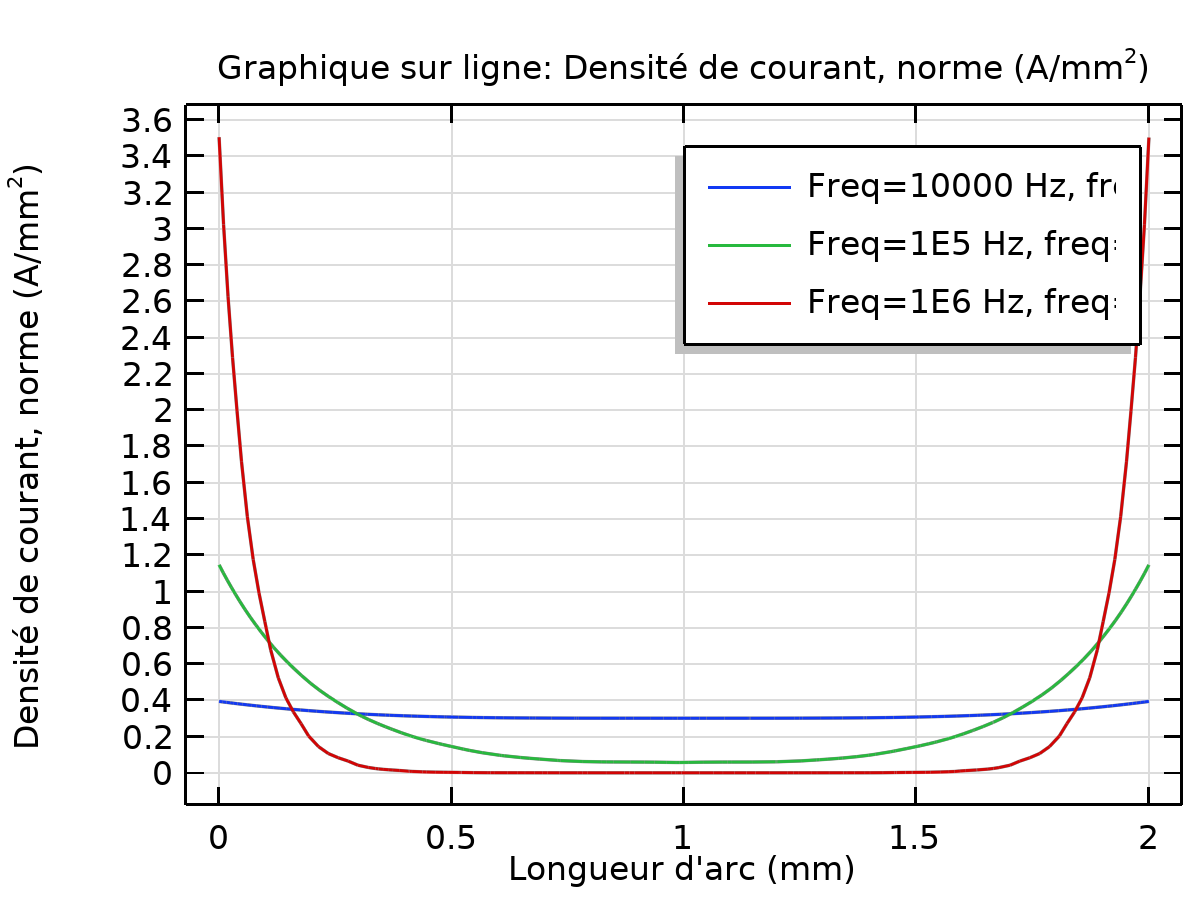 Graphique sur ligne: Densité de courant, norme (A/mm²)
Densité de courant, norme (A/mm²)
3.6
3.4
3.2
3
2.8
2.6
2.4
2.2
2
1.8
1.6
1.4
1.2
1
0.8
0.6
0.4
0.2
0
Freq=10000 Hz,
Freq=1E5 Hz, freq=
Freq=1E6 Hz, freq=
0 0.5 1 1.5 2
Longueur d'arc (mm)